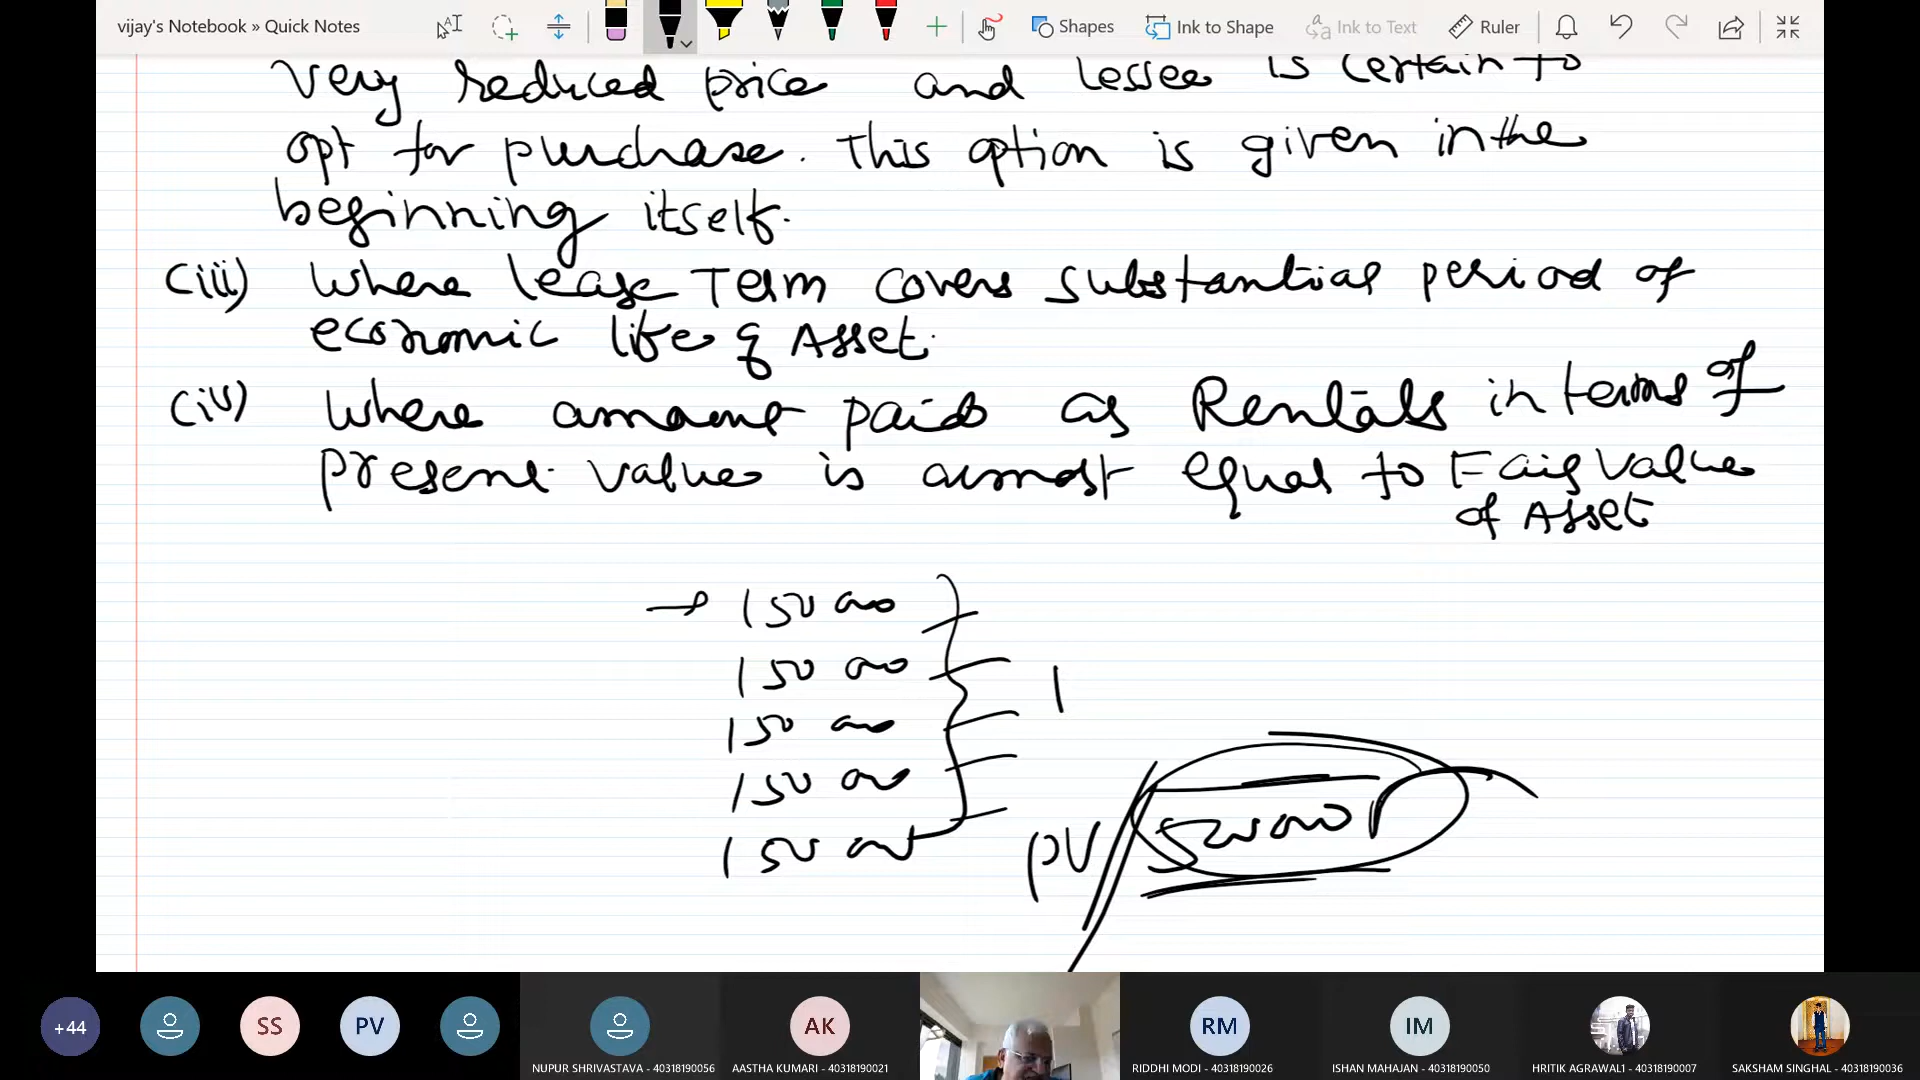 vijay's Notebook » Quick Notes
Shapes
Ink to Shape
Ink to Text
Ruler
very reduced price and lessee is certain to
opt for purchase. This option is given in the
beginning itself.
(iii) Where lease Term covers substantial period of
economic life of Asset.
(iv) Where amount paid as Rentals in terms of
present value is almost equal to Fair Value
of Asset
150 000
150 000
150 000
150 000
150 000
PV
+44
SS
PV
AK
RM
IM
NUPUR SHRIVASTAVA - 40318190056
AASTHA KUMARI - 40318190021
RIDDHI MODI - 40318190026
ISHAN MAHAJAN - 40318190050
HRITIK AGRAWAL1 - 40318190007
SAKSHAM SINGHAL - 40318190036